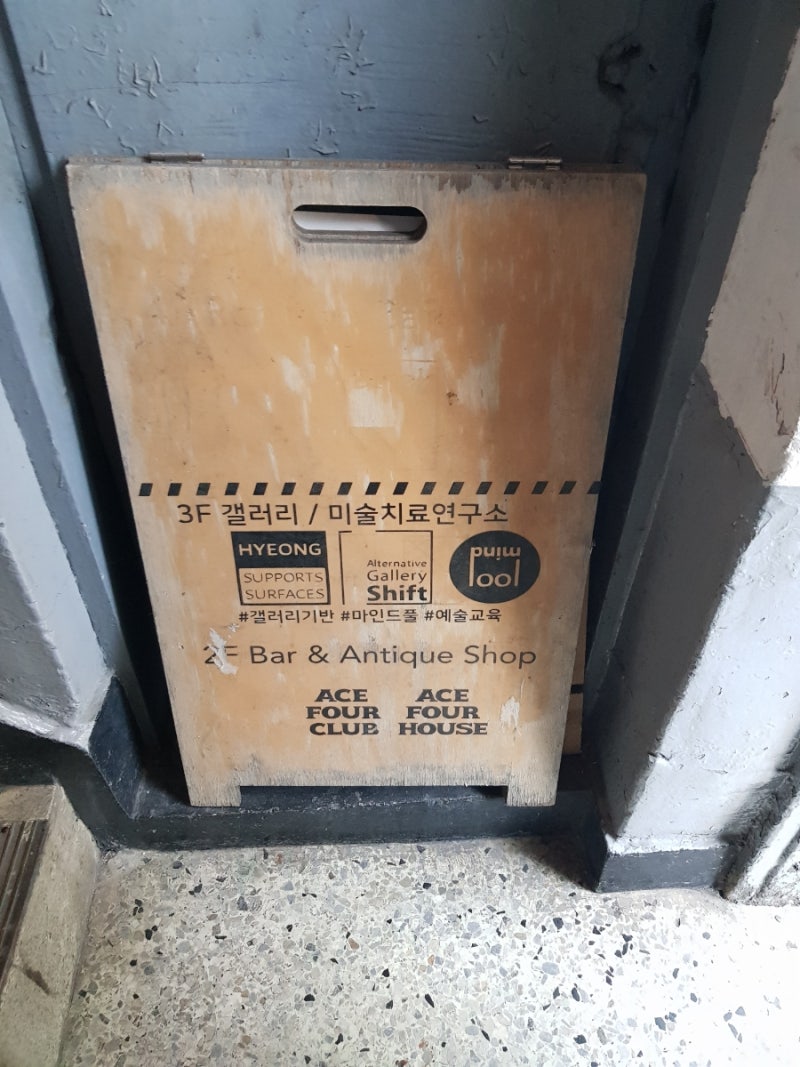 3F 갤러리 / 미술치료연구소
HYEONG
SUPPORTS
SURFACES
Alternative
Gallery
Shift
mind
pool
#갤러리기반 #마인드풀 #예술교육
2F Bar & Antique Shop
ACE FOUR CLUB
ACE FOUR HOUSE